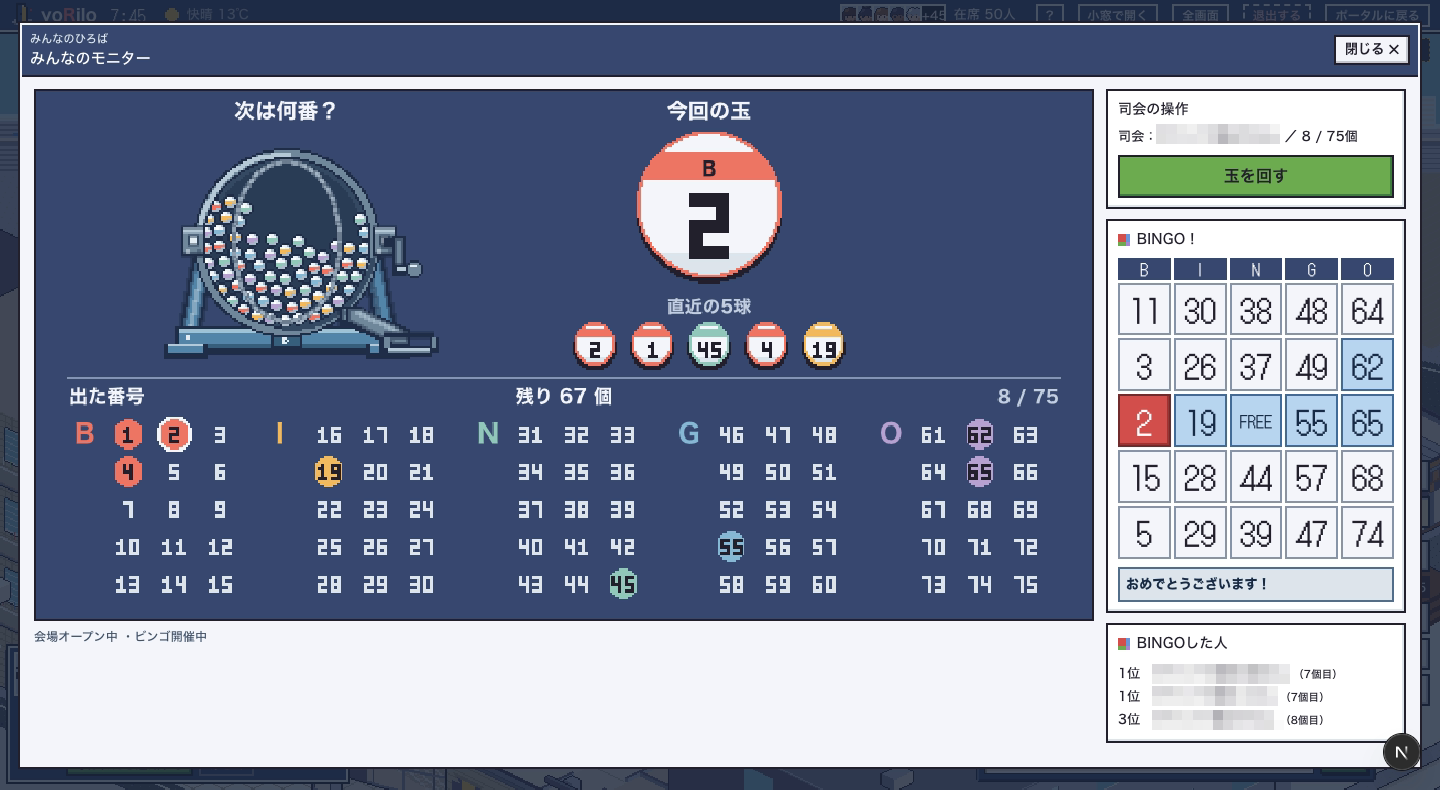 voRilo 7:45 快晴 13℃ +45 在席 50人 ? 小窓で開く 全画面 退出する ポータルに戻る
みんなのひろば
みんなのモニター
閉じる ×
次は何番？
今回の玉
B
2
直近の5球
2 1 45 4 19
B
出た番号 残り 67 個 8 / 75
B 1 2 3 I 16 17 18 N 31 32 33 G 46 47 48 O 61 62 63
4 5 6 19 20 21 34 35 36 49 50 51 64 65 66
7 8 9 22 23 24 37 38 39 52 53 54 67 68 69
10 11 12 25 26 27 40 41 42 55 56 57 70 71 72
13 14 15 28 29 30 43 44 45 58 59 60 73 74 75
会場オープン中 ・ビンゴ開催中
司会の操作
司会： ／ 8 / 75個
玉を回す
BINGO！
B I N G O
11 30 38 48 64
3 26 37 49 62
2 19 FREE 55 65
15 28 44 57 68
5 29 39 47 74
おめでとうございます！
BINGOした人
1位 (7個目)
1位 (7個目)
3位 (8個目)
N